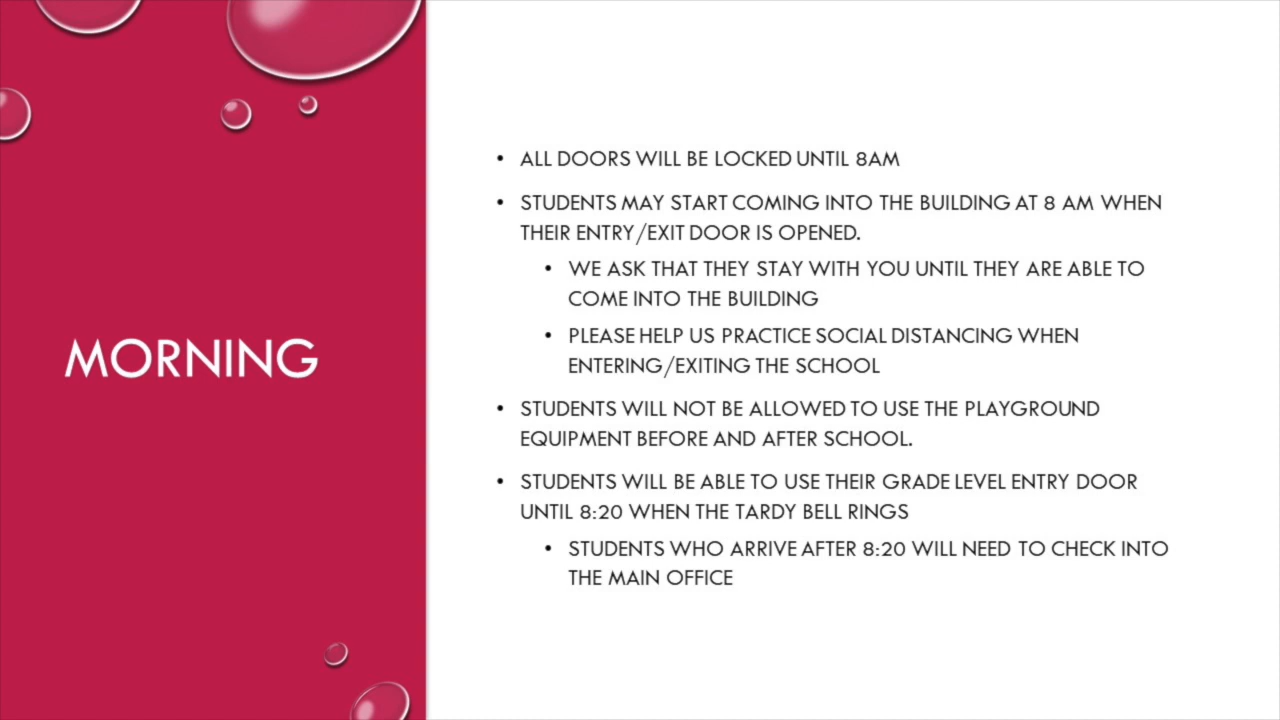 MORNING
• ALL DOORS WILL BE LOCKED UNTIL 8AM
• STUDENTS MAY START COMING INTO THE BUILDING AT 8 AM WHEN
THEIR ENTRY/EXIT DOOR IS OPENED.
• WE ASK THAT THEY STAY WITH YOU UNTIL THEY ARE ABLE TO
COME INTO THE BUILDING
• PLEASE HELP US PRACTICE SOCIAL DISTANCING WHEN
ENTERING/EXITING THE SCHOOL
• STUDENTS WILL NOT BE ALLOWED TO USE THE PLAYGROUND
EQUIPMENT BEFORE AND AFTER SCHOOL.
• STUDENTS WILL BE ABLE TO USE THEIR GRADE LEVEL ENTRY DOOR
UNTIL 8:20 WHEN THE TARDY BELL RINGS
• STUDENTS WHO ARRIVE AFTER 8:20 WILL NEED TO CHECK INTO
THE MAIN OFFICE